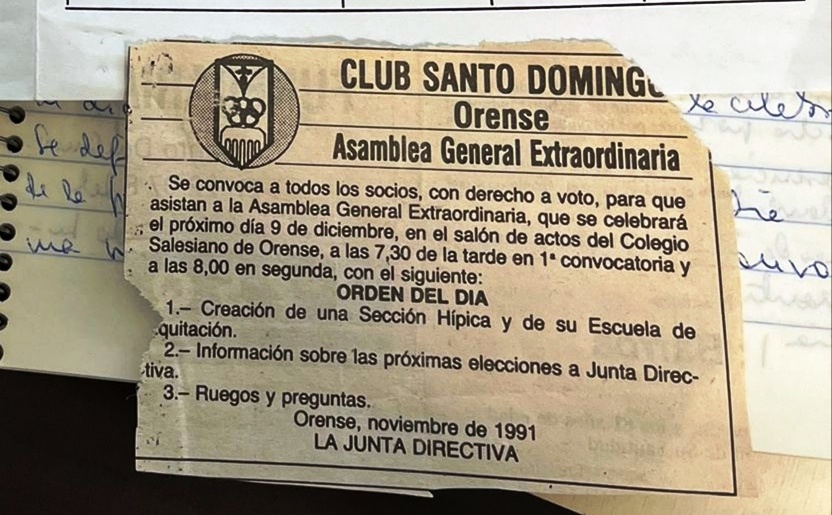 CLUB SANTO DOMINGO
Orense
Asamblea General Extraordinaria
Se convoca a todos los socios, con derecho a voto, para que
asistan a la Asamblea General Extraordinaria, que se celebrará
el próximo día 9 de diciembre, en el salón de actos del Colegio
Salesiano de Orense, a las 7,30 de la tarde en 1ª convocatoria y
a las 8,00 en segunda, con el siguiente:
ORDEN DEL DIA
1.– Creación de una Sección Hípica y de su Escuela de
quitación.
2.– Información sobre las próximas elecciones a Junta Direc-
tiva.
3.– Ruegos y preguntas.
Orense, noviembre de 1991
LA JUNTA DIRECTIVA